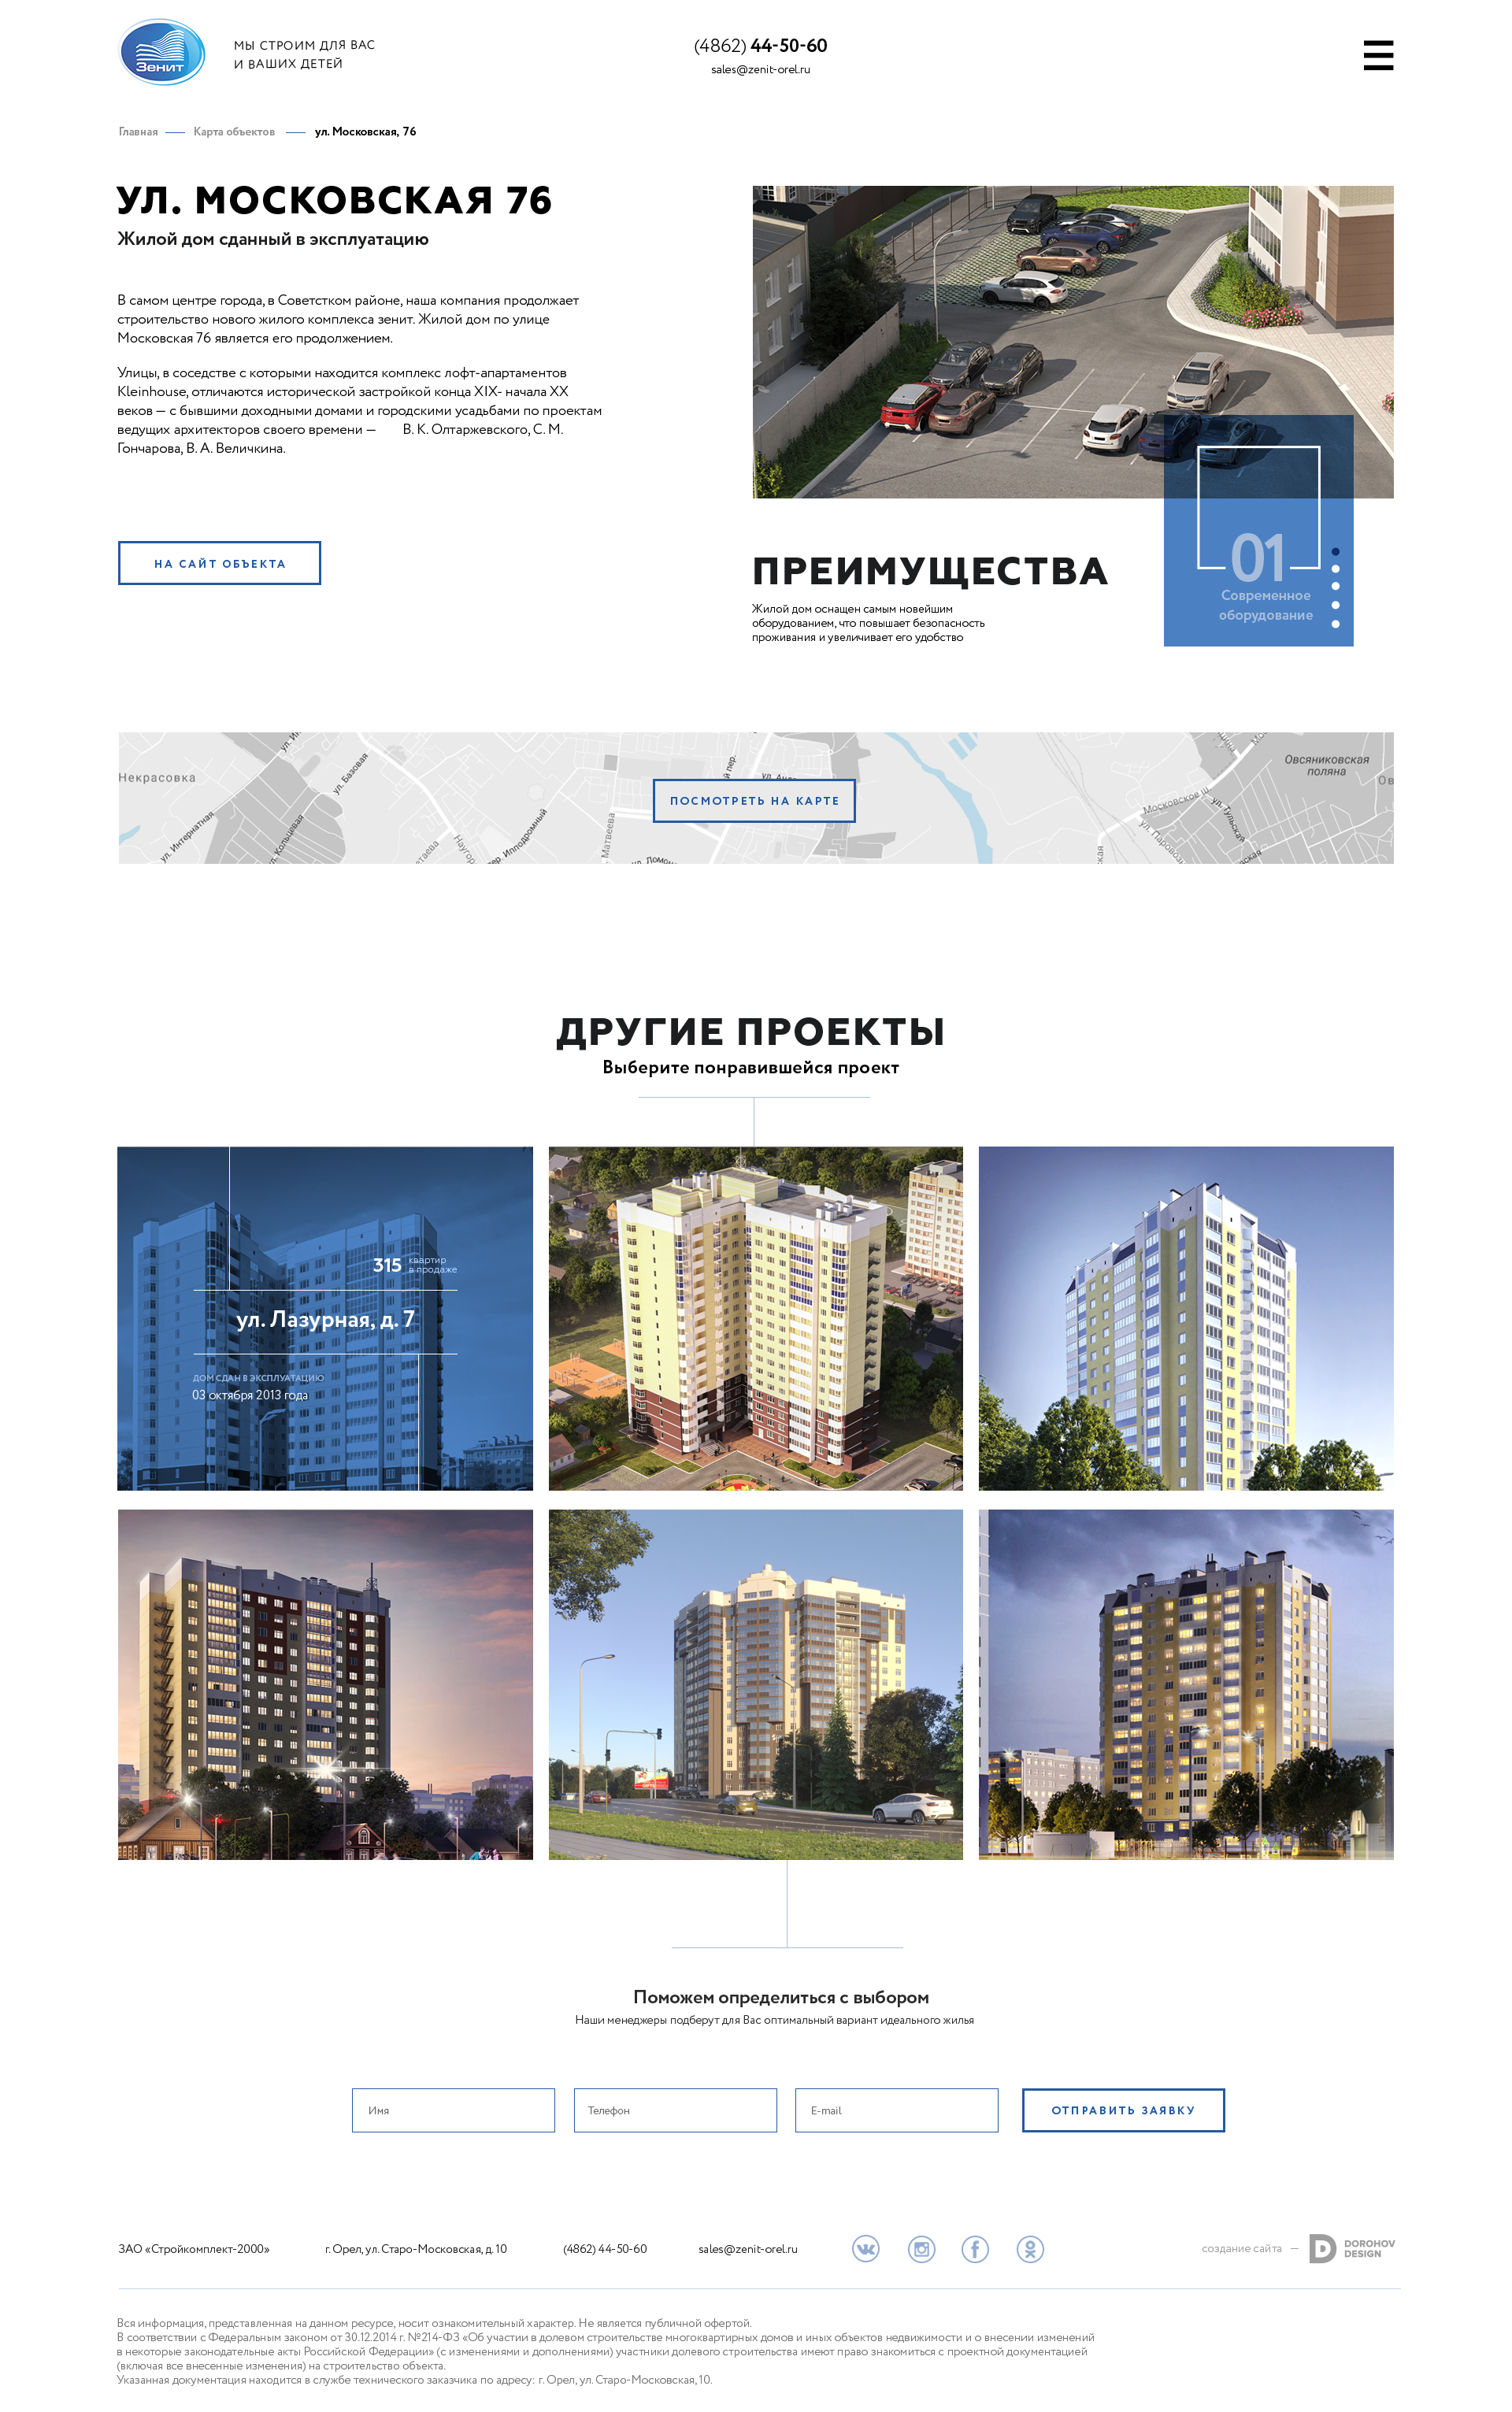 Зенит
МЫ СТРОИМ ДЛЯ ВАС
И ВАШИХ ДЕТЕЙ
(4862) 44-50-60
sales@zenit-orel.ru
Главная — Карта объектов — ул. Московская, 76
УЛ. МОСКОВСКАЯ 76
Жилой дом сданный в эксплуатацию
В самом центре города, в Советстком районе, наша компания продолжает
строительство нового жилого комплекса зенит. Жилой дом по улице
Московская 76 является его продолжением.
Улицы, в соседстве с которыми находится комплекс лофт-апартаментов
Kleinhouse, отличаются исторической застройкой конца XIX- начала XX
веков — с бывшими доходными домами и городскими усадьбами по проектам
ведущих архитекторов своего времени — В. К. Олтаржевского, С. М.
Гончарова, В. А. Величкина.
НА САЙТ ОБЪЕКТА
ПРЕИМУЩЕСТВА
Жилой дом оснащен самым новейшим
оборудованием, что повышает безопасность
проживания и увеличивает его удобство
01
Современное
оборудование
Некрасовка
ул. Базовая
ул. Интернатная
ул. Кольцевая
Ипподромный
Матвеева
Московское ш.
ул. Тульская
Овсяниковская
поляна
ПОСМОТРЕТЬ НА КАРТЕ
ДРУГИЕ ПРОЕКТЫ
Выберите понравившейся проект
315 квартир
в продаже
ул. Лазурная, д. 7
ДОМ СДАН В ЭКСПЛУАТАЦИЮ
03 октября 2013 года
Поможем определиться с выбором
Наши менеджеры подберут для Вас оптимальный вариант идеального жилья
Имя
Телефон
E-mail
ОТПРАВИТЬ ЗАЯВКУ
ЗАО «Стройкомплект-2000»
г. Орел, ул. Старо-Московская, д. 10
(4862) 44-50-60
sales@zenit-orel.ru
создание сайта —
DOROHOV
DESIGN
Вся информация, представленная на данном ресурсе, носит ознакомительный характер. Не является публичной офертой.
В соответствии с Федеральным законом от 30.12.2014 г. №214-ФЗ «Об участии в долевом строительстве многоквартирных домов и иных объектов недвижимости и о внесении изменений
в некоторые законодательные акты Российской Федерации» (с изменениями и дополнениями) участники долевого строительства имеют право знакомиться с проектной документацией
(включая все внесенные изменения) на строительство объекта.
Указанная документация находится в службе технического заказчика по адресу: г. Орел, ул. Старо-Московская, 10.